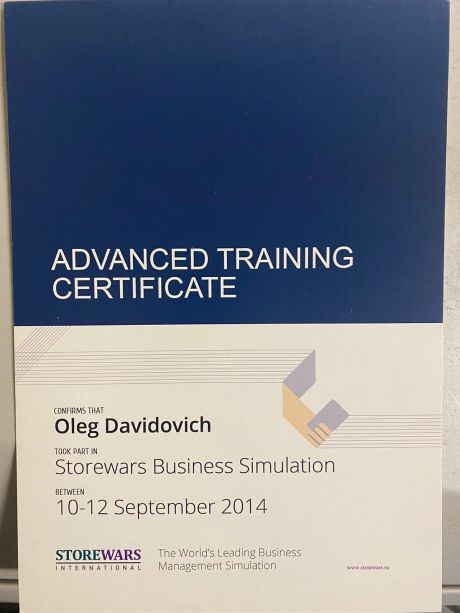 ADVANCED TRAINING
CERTIFICATE
CONFIRMS THAT
Oleg Davidovich
TOOK PART IN
Storewars Business Simulation
BETWEEN
10-12 September 2014
STOREWARS
INTERNATIONAL
The World's Leading Business
Management Simulation
www.storewars.ru